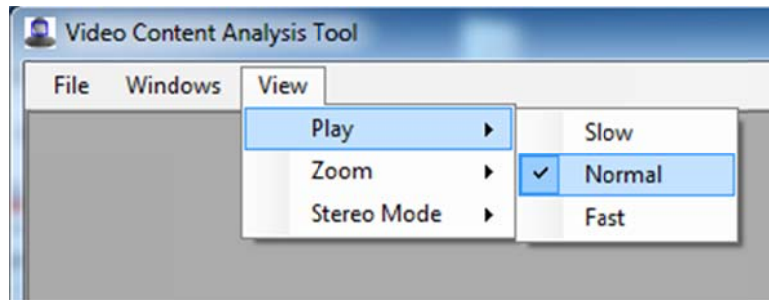 Video Content Analysis Tool
File Windows View
Play Slow
Zoom Normal
Stereo Mode Fast